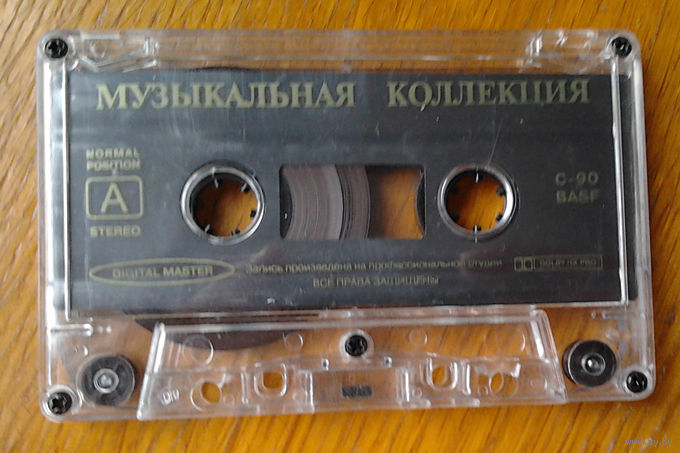 МУЗЫКАЛЬНАЯ КОЛЛЕКЦИЯ
NORMAL
POSITION
A
STEREO
C-90
BASF
DIGITAL MASTER
Запись произведена на профессиональной студии
DOLBY HX PRO
ВСЕ ПРАВА ЗАЩИЩЕНЫ